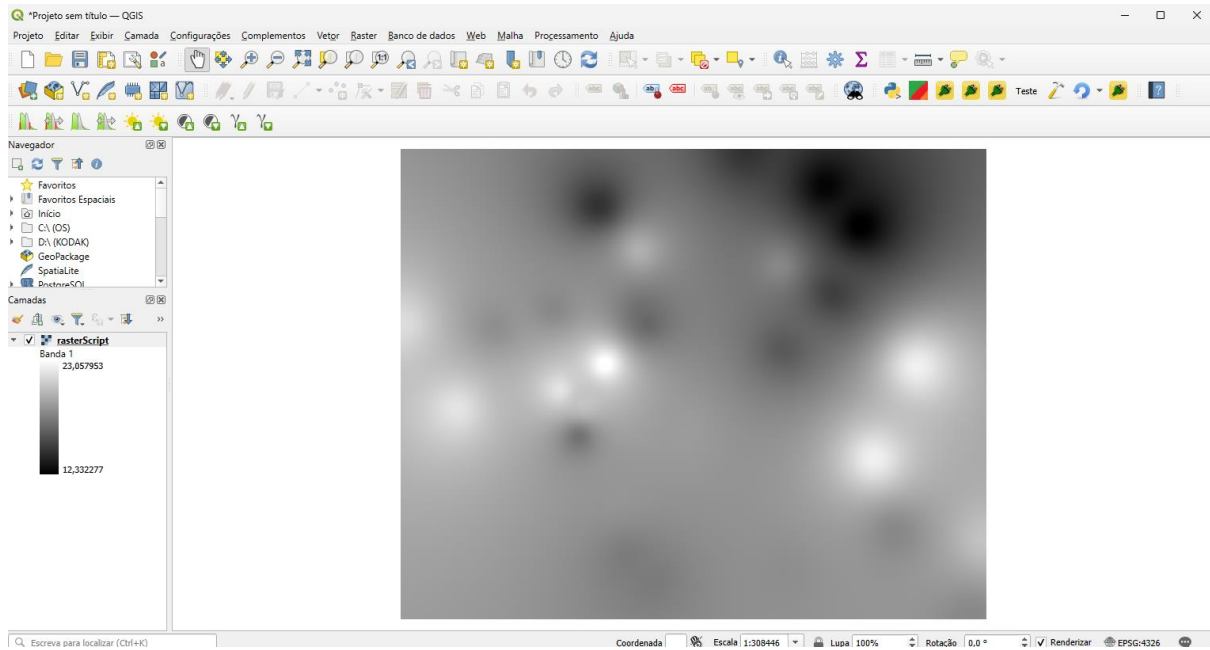 *Projeto sem título — QGIS
Projeto Editar Exibir Camada Configurações Complementos Vetor Raster Banco de dados Web Malha Processamento Ajuda
Teste
Navegador
Favoritos
Favoritos Espaciais
Início
C:\ (OS)
D:\ (KODAK)
GeoPackage
SpatiaLite
PostgreSQL
Camadas
rasterScript
Banda 1
23,057953
12,332277
Escreva para localizar (Ctrl+K) Coordenada Escala 1:308446 Lupa 100% Rotação 0,0 ° Renderizar EPSG:4326